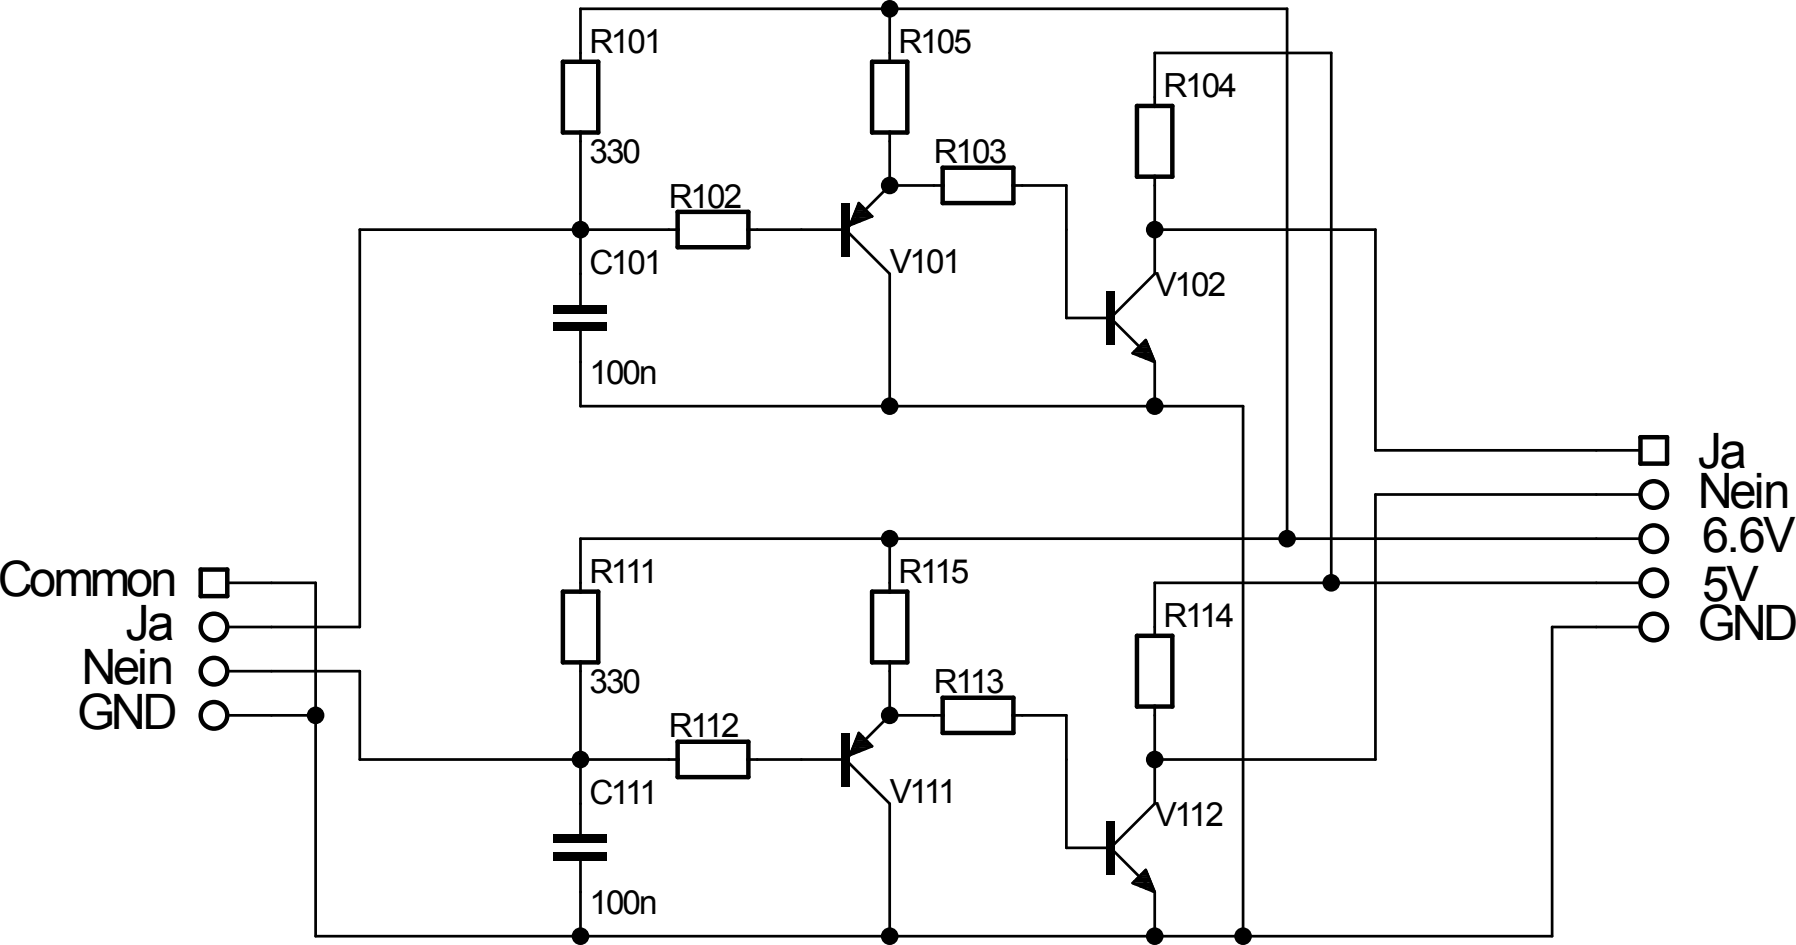 R101
R105
R104
330
R103
R102
C101
V101
V102
100n
Ja
Nein
6.6V
5V
GND
Common
Ja
Nein
GND
R111
R115
R114
330
R113
R112
C111
V111
V112
100n